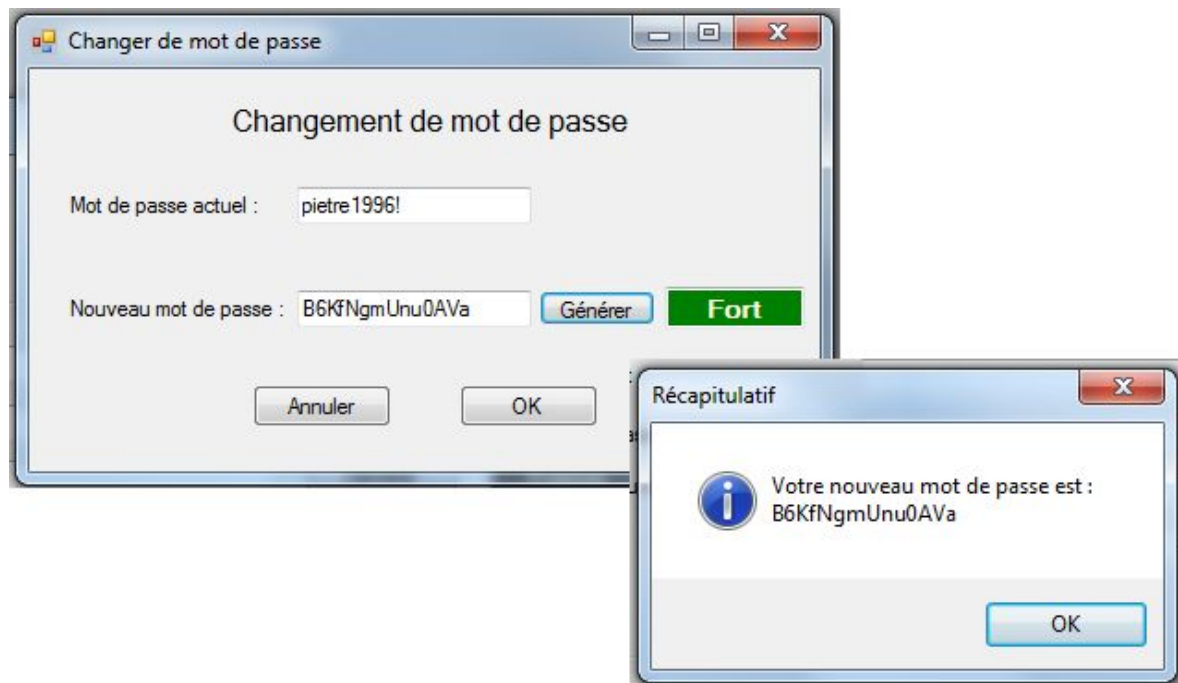 Changer de mot de passe
Changement de mot de passe
Mot de passe actuel : pietre1996!
Nouveau mot de passe : B6KfNgmUnu0AVa Générer Fort
Annuler OK
Récapitulatif
Votre nouveau mot de passe est :
B6KfNgmUnu0AVa
OK